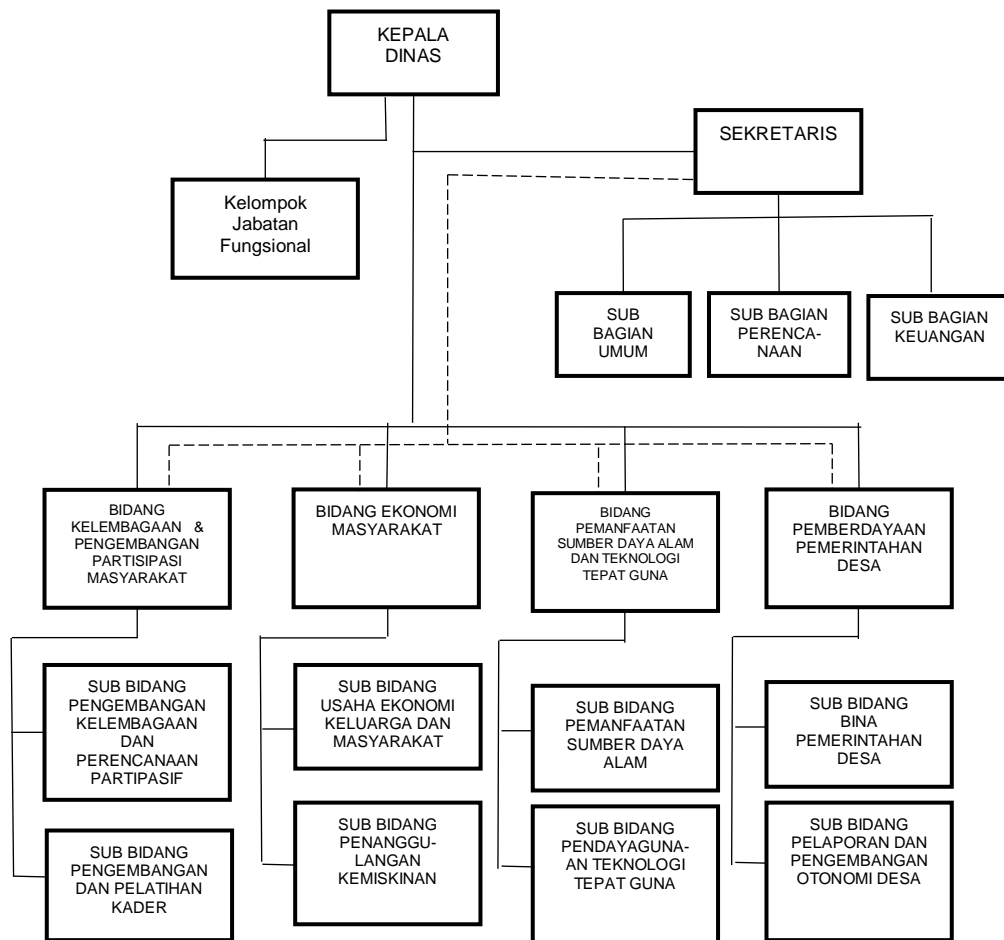 KEPALA
DINAS
SEKRETARIS
Kelompok
Jabatan
Fungsional
SUB
BAGIAN
UMUM
SUB BAGIAN
PERENCA-
NAAN
SUB BAGIAN
KEUANGAN
BIDANG
KELEMBAGAAN &
PENGEMBANGAN
PARTISIPASI
MASYARAKAT
BIDANG EKONOMI
MASYARAKAT
BIDANG
PEMANFAATAN
SUMBER DAYA ALAM
DAN TEKNOLOGI
TEPAT GUNA
BIDANG
PEMBERDAYAAN
PEMERINTAHAN
DESA
SUB BIDANG
PENGEMBANGAN
KELEMBAGAAN
DAN
PERENCANAAN
PARTIPASIF
SUB BIDANG
USAHA EKONOMI
KELUARGA DAN
MASYARAKAT
SUB BIDANG
PEMANFAATAN
SUMBER DAYA
ALAM
SUB BIDANG
BINA
PEMERINTAHAN
DESA
SUB BIDANG
PENGEMBANGAN
DAN PELATIHAN
KADER
SUB BIDANG
PENANGGU-
LANGAN
KEMISKINAN
SUB BIDANG
PENDAYAGUNA-
AN TEKNOLOGI
TEPAT GUNA
SUB BIDANG
PELAPORAN DAN
PENGEMBANGAN
OTONOMI DESA